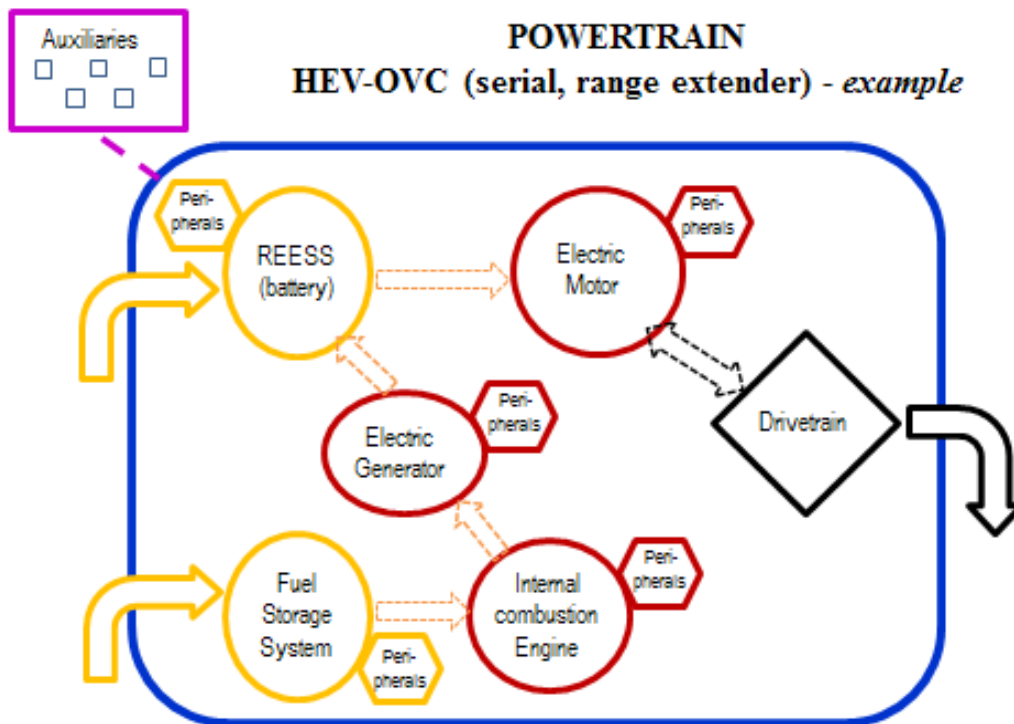 Auxiliaries
POWERTRAIN
HEV-OVC (serial, range extender) - example
Peri-
pherals
REESS
(battery)
Electric
Motor
Peri-
pherals
Electric
Generator
Peri-
pherals
Drivetrain
Fuel
Storage
System
Peri-
pherals
Internal
combustion
Engine
Peri-
pherals